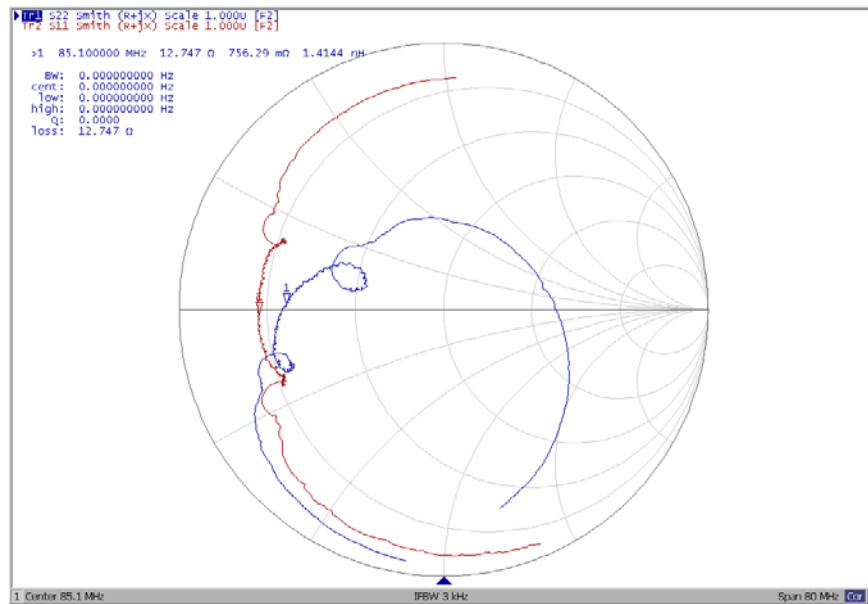 Tr1 S22 Smith (R+jX) Scale 1.000U [F2]
Tr2 S11 Smith (R+jX) Scale 1.000U [F2]
>1 85.100000 MHz 12.747 Ω 756.29 mΩ 1.4144 nH
BW: 0.000000000 Hz
cent: 0.000000000 Hz
low: 0.000000000 Hz
high: 0.000000000 Hz
Q: 0.0000
loss: 12.747 Ω
1
1 Center 85.1 MHz IFBW 3 kHz Span 80 MHz Cor